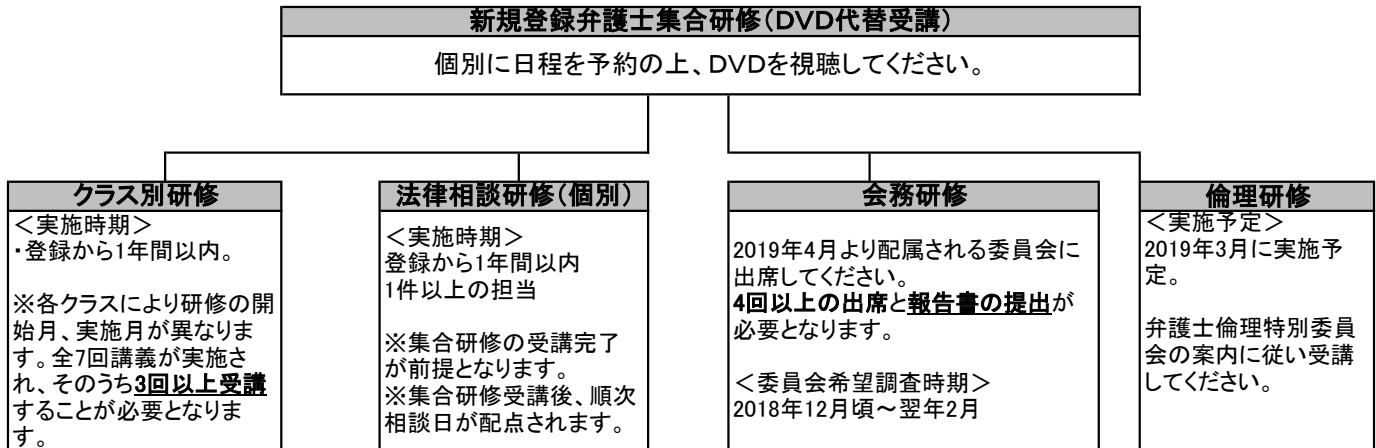 新規登録弁護士集合研修(DVD代替受講)
個別に日程を予約の上、DVDを視聴してください。
クラス別研修
<実施時期>
・登録から1年間以内。
※各クラスにより研修の開
始月、実施月が異なりま
す。全7回講義が実施さ
れ、そのうち3回以上受講
することが必要となりま
す。
法律相談研修(個別)
<実施時期>
登録から1年間以内
1件以上の担当
※集合研修の受講完了
が前提となります。
※集合研修受講後、順次
相談日が配点されます。
会務研修
2019年4月より配属される委員会に
出席してください。
4回以上の出席と報告書の提出が
必要となります。
<委員会希望調査時期>
2018年12月頃～翌年2月
倫理研修
<実施予定>
2019年3月に実施予
定。
弁護士倫理特別委員
会の案内に従い受講
してください。